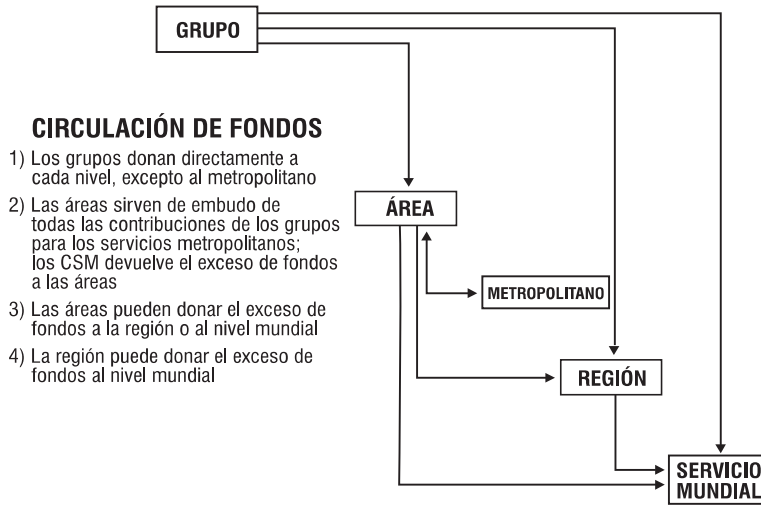 GRUPO
CIRCULACIÓN DE FONDOS
1) Los grupos donan directamente a
cada nivel, excepto al metropolitano
2) Las áreas sirven de embudo de
todas las contribuciones de los grupos
para los servicios metropolitanos;
los CSM devuelve el exceso de fondos
a las áreas
3) Las áreas pueden donar el exceso de
fondos a la región o al nivel mundial
4) La región puede donar el exceso de
fondos al nivel mundial
ÁREA
METROPOLITANO
REGIÓN
SERVICIO
MUNDIAL